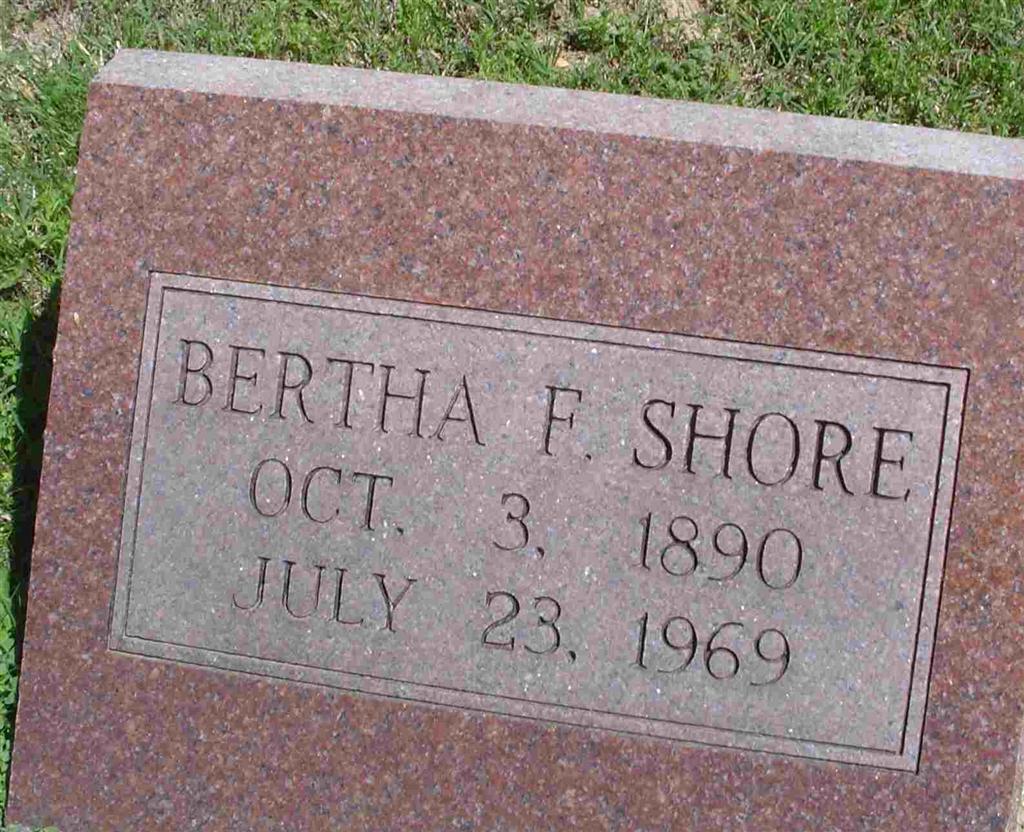 BERTHA F. SHORE
OCT. 3, 1890
JULY 23, 1969